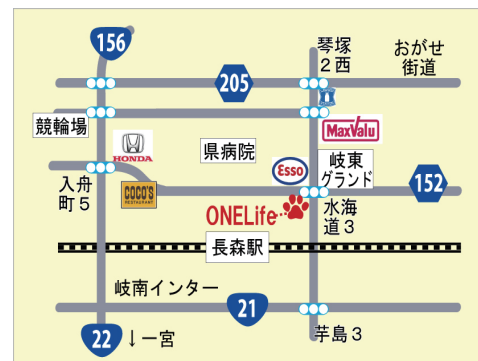 156
琴塚
2西
おがせ
街道
205
競輪場
MaxValu
HONDA
県病院
Esso
岐東
グランド
152
入舟
町5
COCO'S
RESTAURANT
ONELife
水海
道3
長森駅
岐南インター
21
22
↓一宮
芋島3